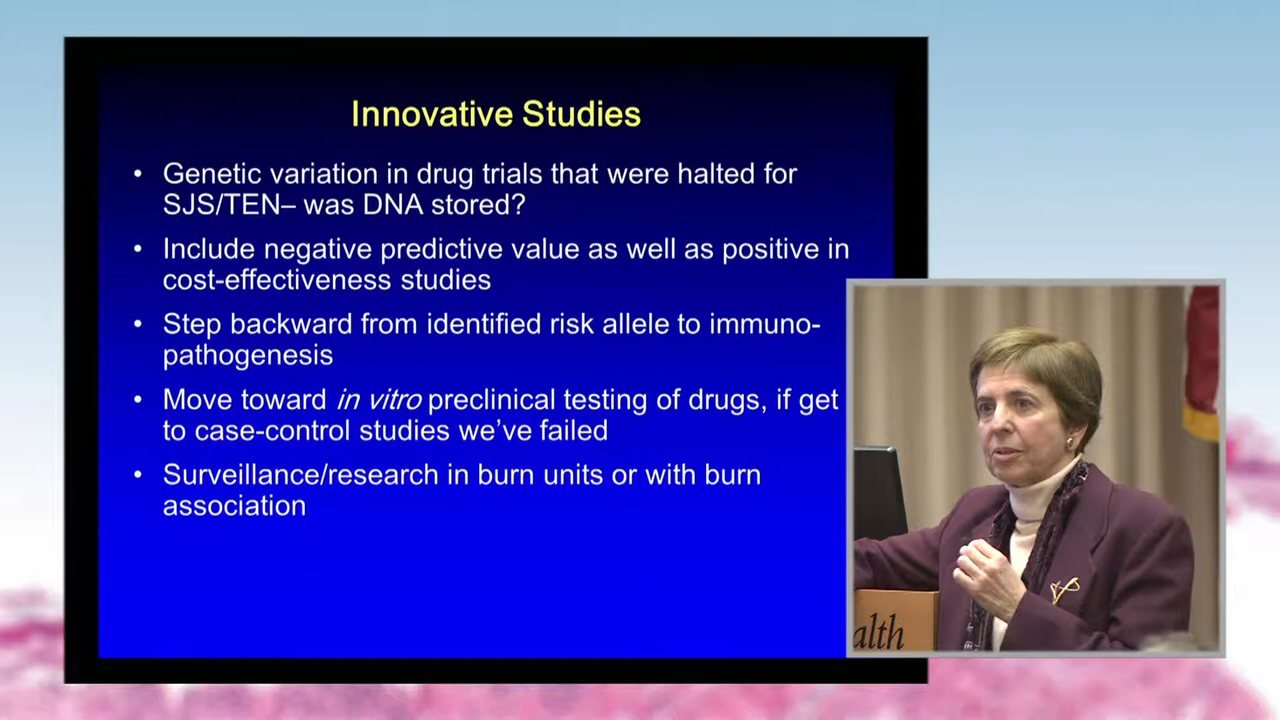 Innovative Studies
• Genetic variation in drug trials that were halted for
SJS/TEN– was DNA stored?
• Include negative predictive value as well as positive in
cost-effectiveness studies
• Step backward from identified risk allele to immuno-
pathogenesis
• Move toward in vitro preclinical testing of drugs, if get
to case-control studies we’ve failed
• Surveillance/research in burn units or with burn
association
alth